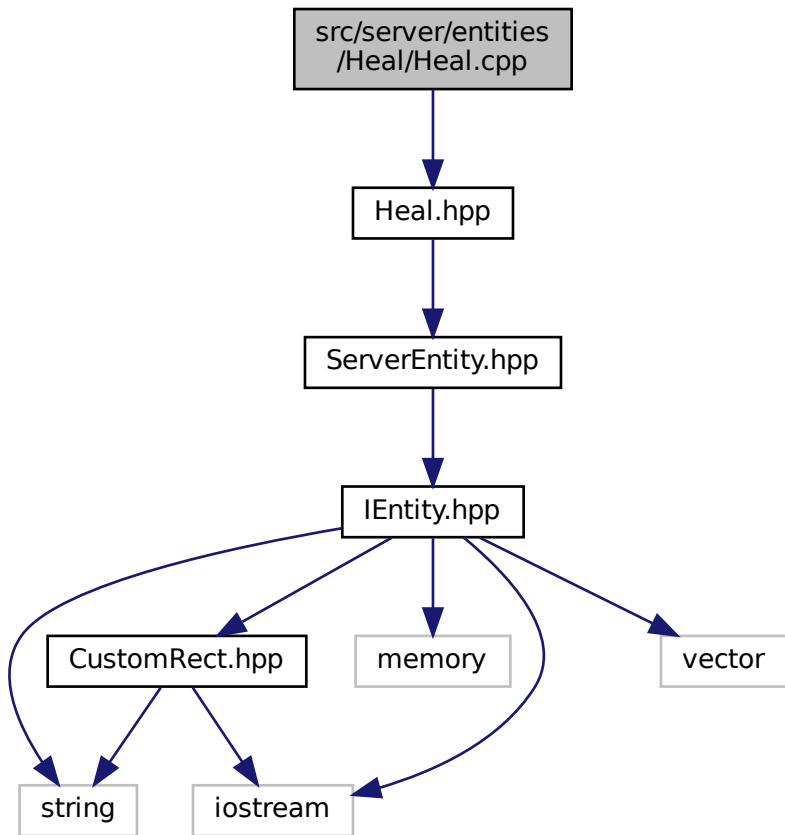 src/server/entities
/Heal/Heal.cpp
Heal.hpp
ServerEntity.hpp
IEntity.hpp
CustomRect.hpp
memory
vector
string
iostream